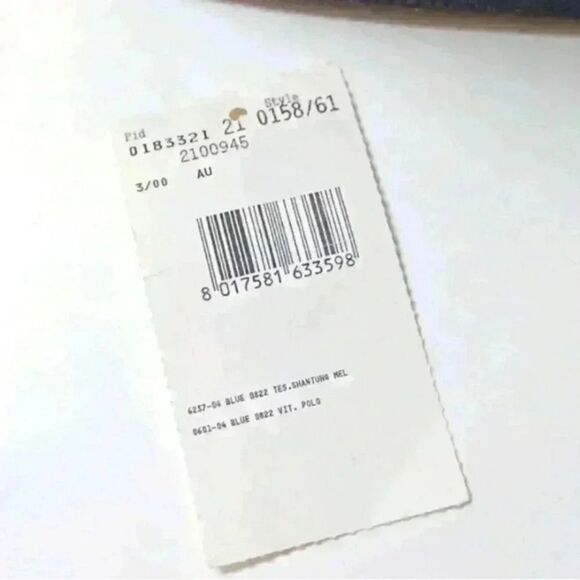 Pid Style
0183321 21 0158/61
2100945
3/00 AU
8 017581 633598
6237-04 BLUE 0822 TES.SHANTUNG MEL
0601-04 BLUE 0822 VIT. POLO